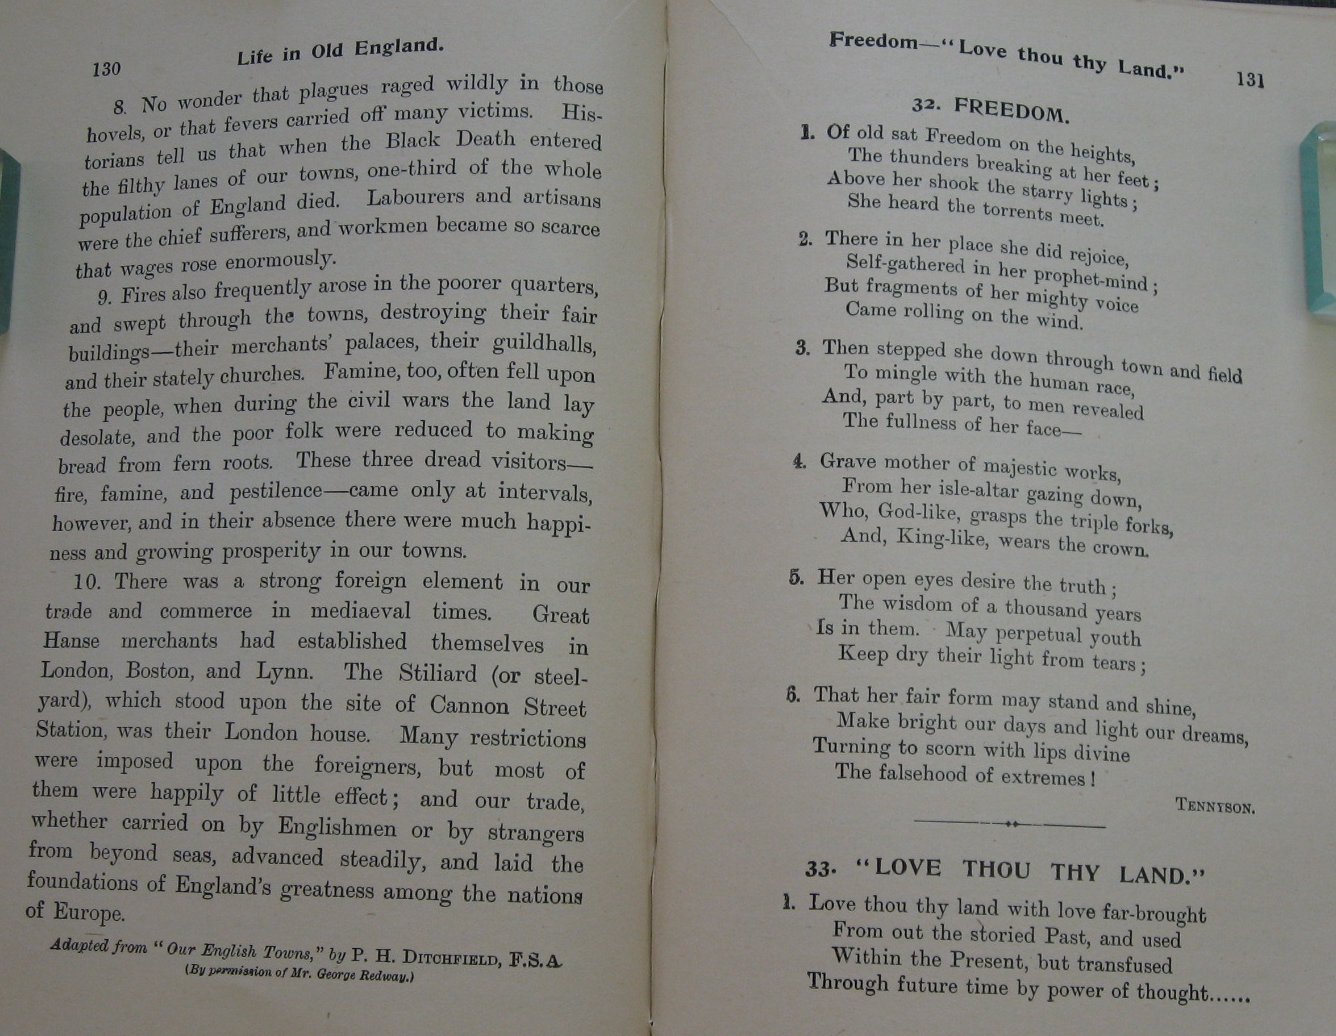 130
Life in Old England.
8. No wonder that plagues raged wildly in those
hovels, or that fevers carried off many victims. His-
torians tell us that when the Black Death entered
the filthy lanes of our towns, one-third of the whole
population of England died. Labourers and artisans
were the chief sufferers, and workmen became so scarce
that wages rose enormously.
9. Fires also frequently arose in the poorer quarters,
and swept through the towns, destroying their fair
buildings—their merchants' palaces, their guildhalls,
and their stately churches. Famine, too, often fell upon
the people, when during the civil wars the land lay
desolate, and the poor folk were reduced to making
bread from fern roots. These three dread visitors—
fire, famine, and pestilence—came only at intervals,
however, and in their absence there were much happi-
ness and growing prosperity in our towns.
10. There was a strong foreign element in our
trade and commerce in mediaeval times. Great
Hanse merchants had established themselves in
London, Boston, and Lynn. The Stiliard (or steel-
yard), which stood upon the site of Cannon Street
Station, was their London house. Many restrictions
were imposed upon the foreigners, but most of
them were happily of little effect; and our trade,
whether carried on by Englishmen or by strangers
from beyond seas, advanced steadily, and laid the
foundations of England's greatness among the nations
of Europe.
Adapted from "Our English Towns," by P. H. DITCHFIELD, F.S.A.
(By permission of Mr. George Redway.)
Freedom—"Love thou thy Land."
131
32. FREEDOM.
1. Of old sat Freedom on the heights,
The thunders breaking at her feet;
Above her shook the starry lights;
She heard the torrents meet.
2. There in her place she did rejoice,
Self-gathered in her prophet-mind;
But fragments of her mighty voice
Came rolling on the wind.
3. Then stepped she down through town and field
To mingle with the human race,
And, part by part, to men revealed
The fullness of her face—
4. Grave mother of majestic works,
From her isle-altar gazing down,
Who, God-like, grasps the triple forks,
And, King-like, wears the crown.
5. Her open eyes desire the truth;
The wisdom of a thousand years
Is in them. May perpetual youth
Keep dry their light from tears;
6. That her fair form may stand and shine,
Make bright our days and light our dreams,
Turning to scorn with lips divine
The falsehood of extremes!
TENNYSON.
33. "LOVE THOU THY LAND."
1. Love thou thy land with love far-brought
From out the storied Past, and used
Within the Present, but transfused
Through future time by power of thought......